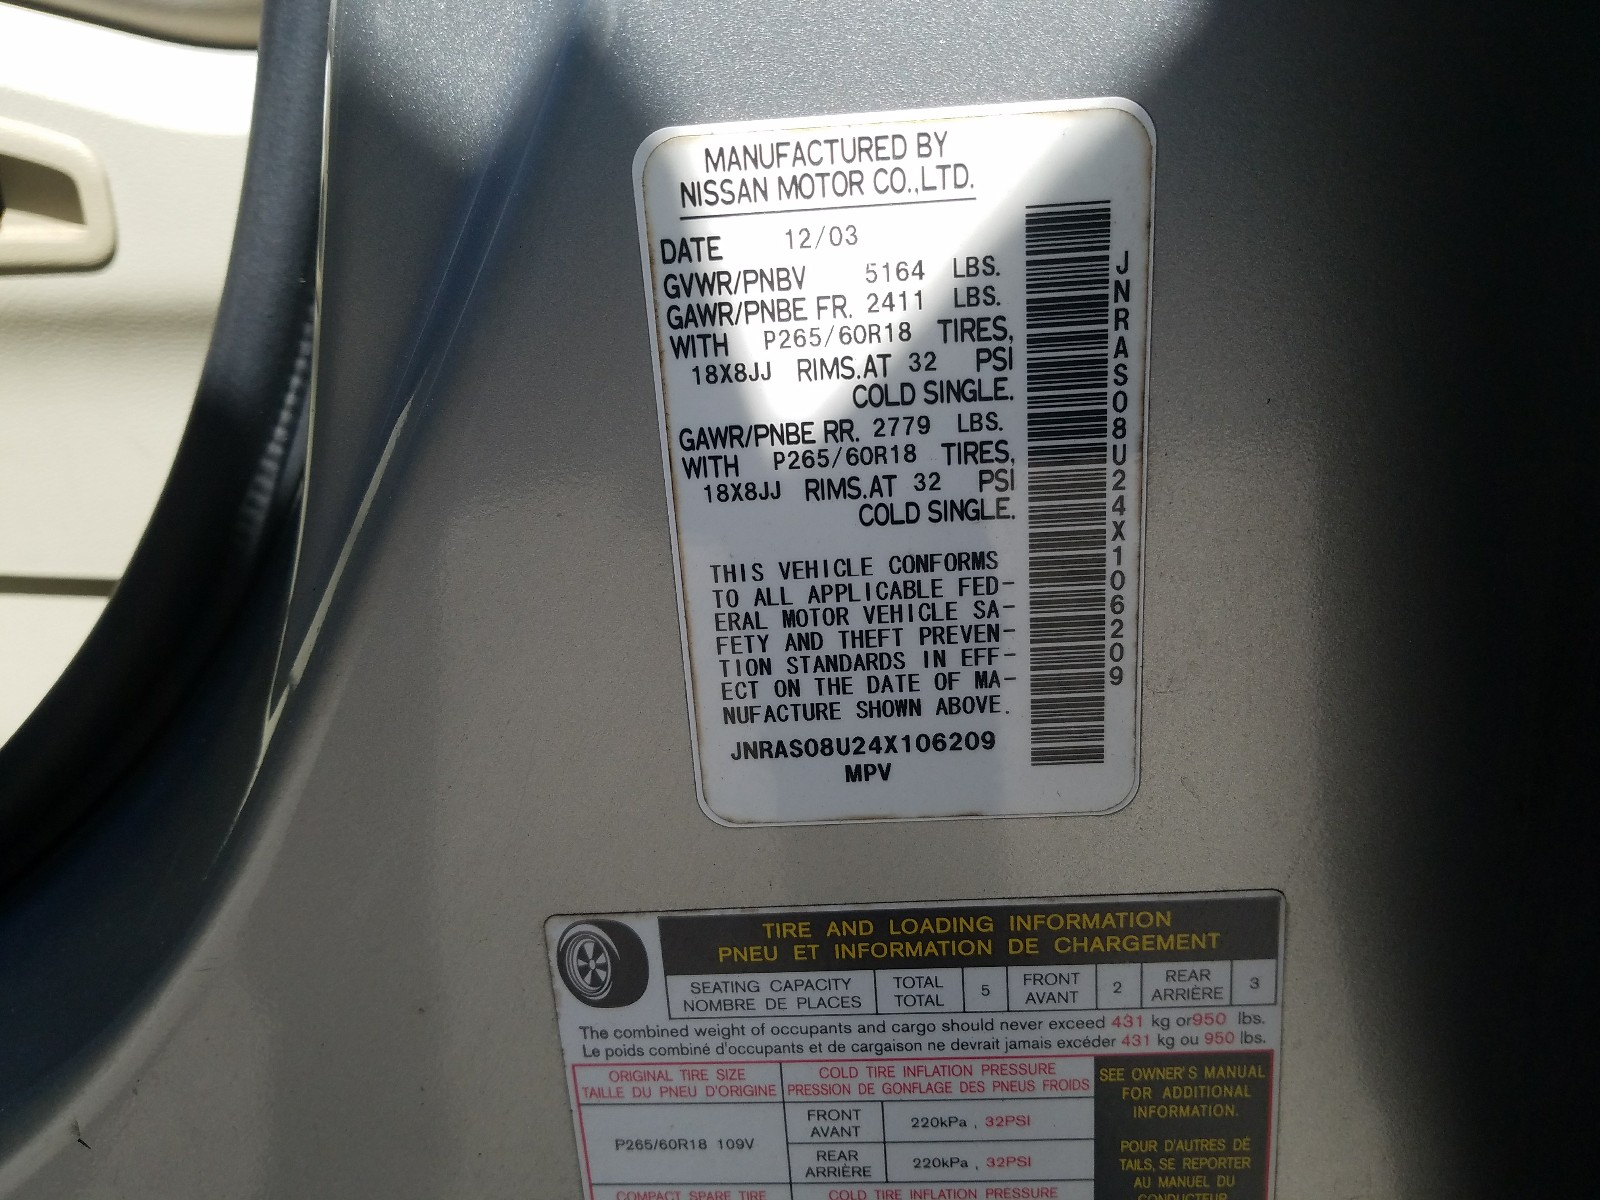 MANUFACTURED BY
NISSAN MOTOR CO.,LTD.
DATE 12/03
GVWR/PNBV 5164 LBS.
GAWR/PNBE FR. 2411 LBS.
WITH P265/60R18 TIRES,
18X8JJ RIMS.AT 32 PSI
COLD SINGLE.
GAWR/PNBE RR. 2779 LBS.
WITH P265/60R18 TIRES,
18X8JJ RIMS.AT 32 PSI
COLD SINGLE.
THIS VEHICLE CONFORMS
TO ALL APPLICABLE FED-
ERAL MOTOR VEHICLE SA-
FETY AND THEFT PREVEN-
TION STANDARDS IN EFF-
ECT ON THE DATE OF MA-
NUFACTURE SHOWN ABOVE.
JNRAS08U24X106209
MPV
JNRAS08U24X106209
TIRE AND LOADING INFORMATION
PNEU ET INFORMATION DE CHARGEMENT
SEATING CAPACITY
NOMBRE DE PLACES
TOTAL
TOTAL
5
FRONT
AVANT
2
REAR
ARRIÈRE
3
The combined weight of occupants and cargo should never exceed 431 kg or950 lbs.
Le poids combiné d'occupants et de cargaison ne devrait jamais excéder 431 kg ou 950 lbs.
ORIGINAL TIRE SIZE
TAILLE DU PNEU D'ORIGINE
COLD TIRE INFLATION PRESSURE
PRESSION DE GONFLAGE DES PNEUS FROIDS
P265/60R18 109V
FRONT
AVANT
220kPa , 32PSI
REAR
ARRIÈRE
220kPa , 32PSI
SEE OWNER'S MANUAL
FOR ADDITIONAL
INFORMATION.
POUR D'AUTRES DÉ
TAILS, SE REPORTER
AU MANUEL DU
CONDUCTEUR
COMPACT SPARE TIRE
COLD TIRE INFLATION PRESSURE